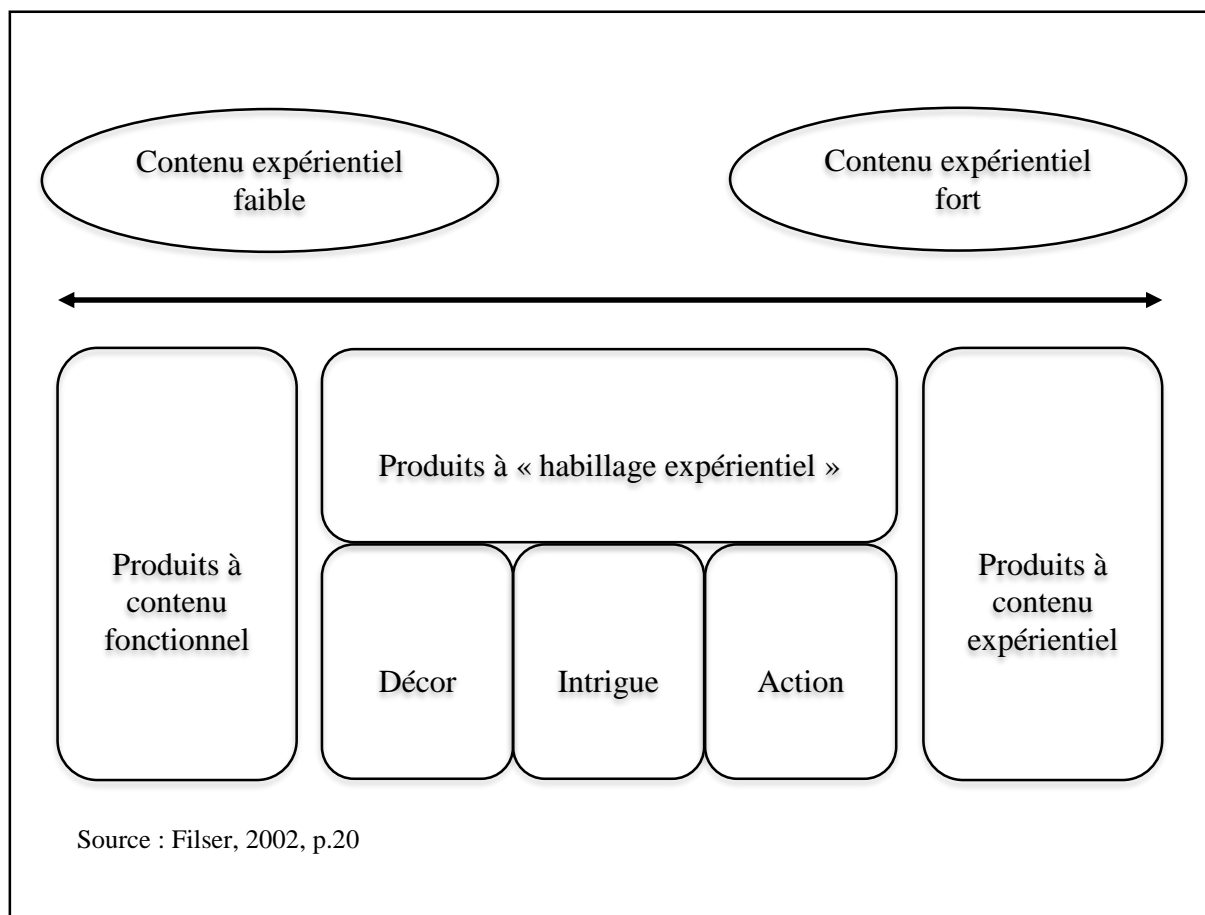 Contenu expérientiel
faible
Contenu expérientiel
fort
Produits à « habillage expérientiel »
Produits à
contenu
fonctionnel
Décor
Intrigue
Action
Produits à
contenu
expérientiel
Source : Filser, 2002, p.20